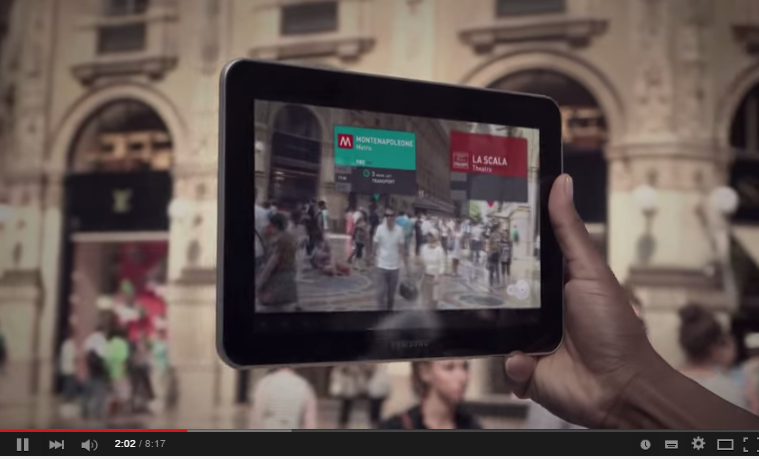 M MONTENAPOLEONE
Metro
LA SCALA
Theatre
TRANSPORT
SAMSUNG
2:02 / 8:17